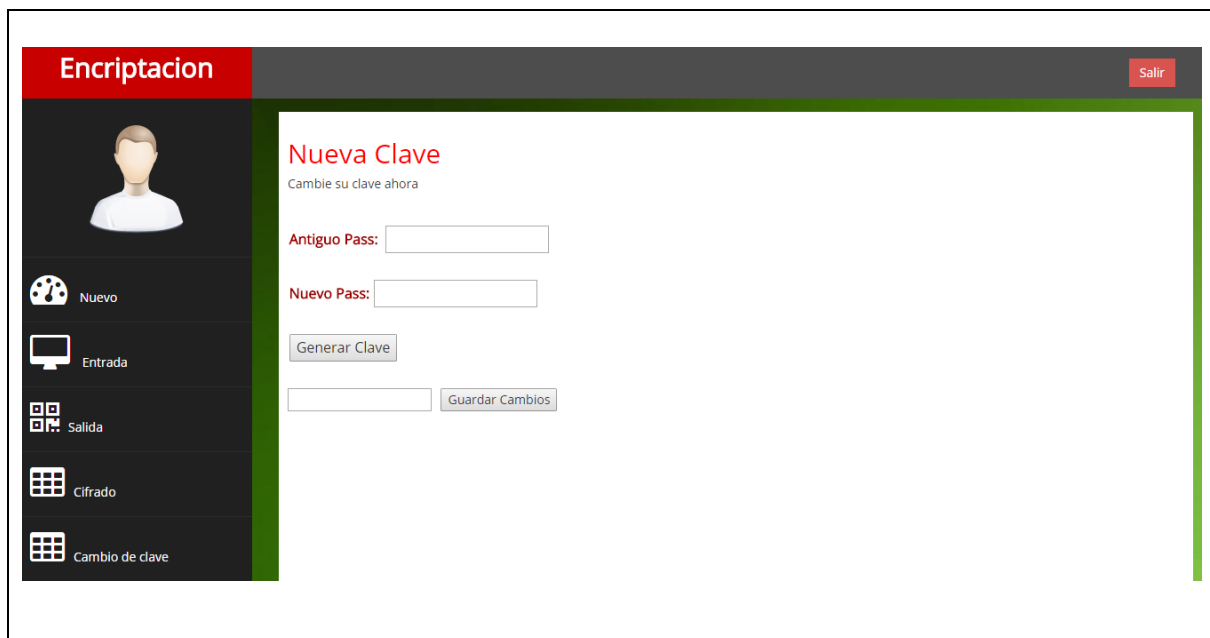 Encriptacion
Salir
Nueva Clave
Cambie su clave ahora
Antiguo Pass:
Nuevo Pass:
Generar Clave
Guardar Cambios
Nuevo
Entrada
Salida
Cifrado
Cambio de clave